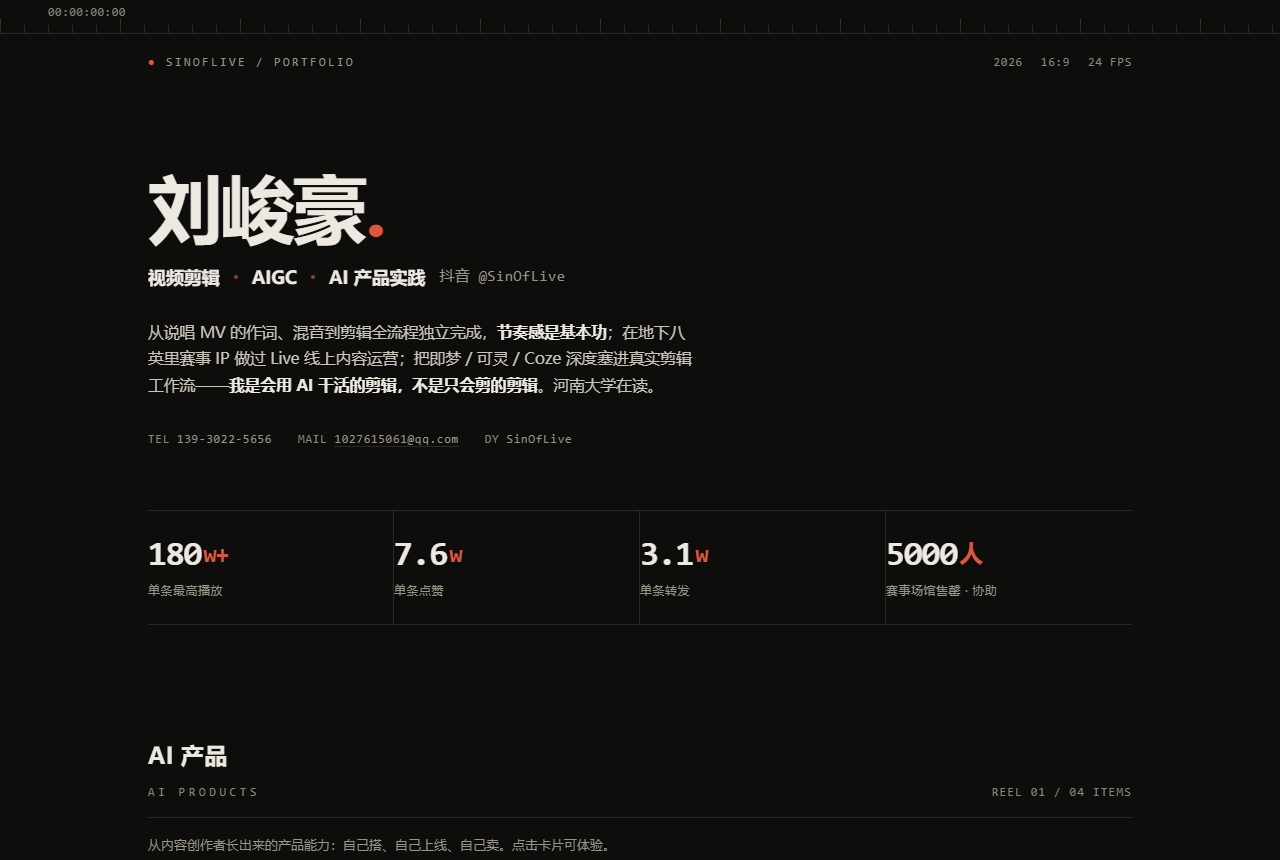 00:00:00:00
● SINOFLIVE / PORTFOLIO
2026 16:9 24 FPS
刘峻豪.
视频剪辑 · AIGC · AI 产品实践 抖音 @SinOfLive
从说唱 MV 的作词、混音到剪辑全流程独立完成，节奏感是基本功；在地下八
英里赛事 IP 做过 Live 线上内容运营；把即梦 / 可灵 / Coze 深度塞进真实剪辑
工作流——我是会用 AI 干活的剪辑，不是只会剪的剪辑。河南大学在读。
TEL 139-3022-5656 MAIL 1027615061@qq.com DY SinOfLive
180w+
单条最高播放
7.6w
单条点赞
3.1w
单条转发
5000人
赛事场馆售罄 · 协助
AI 产品
AI PRODUCTS
REEL 01 / 04 ITEMS
从内容创作者长出来的产品能力：自己搭、自己上线、自己卖。点击卡片可体验。